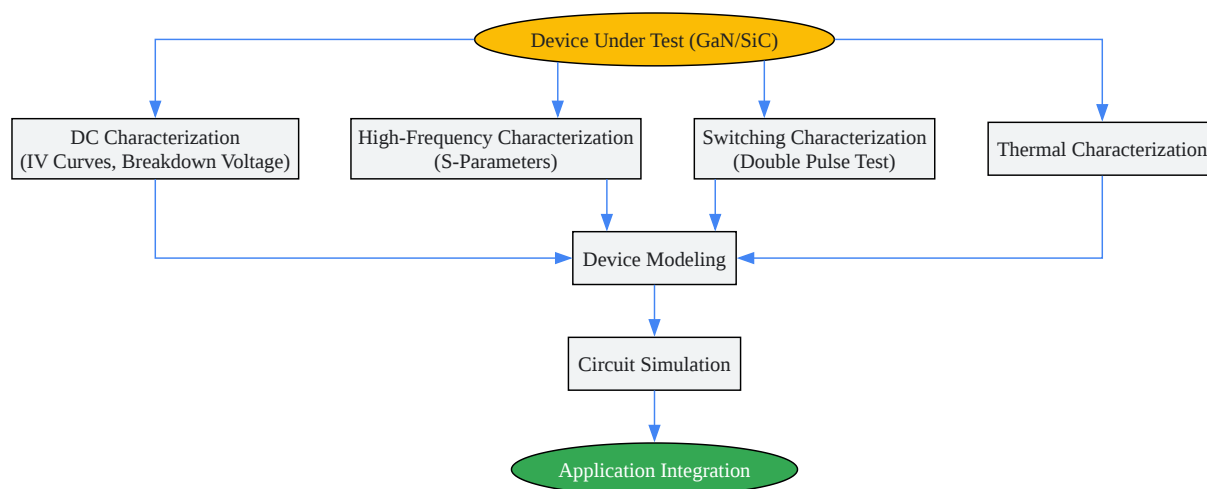 Device Under Test (GaN/SiC)
DC Characterization
(IV Curves, Breakdown Voltage)
High-Frequency Characterization
(S-Parameters)
Switching Characterization
(Double Pulse Test)
Thermal Characterization
Device Modeling
Circuit Simulation
Application Integration